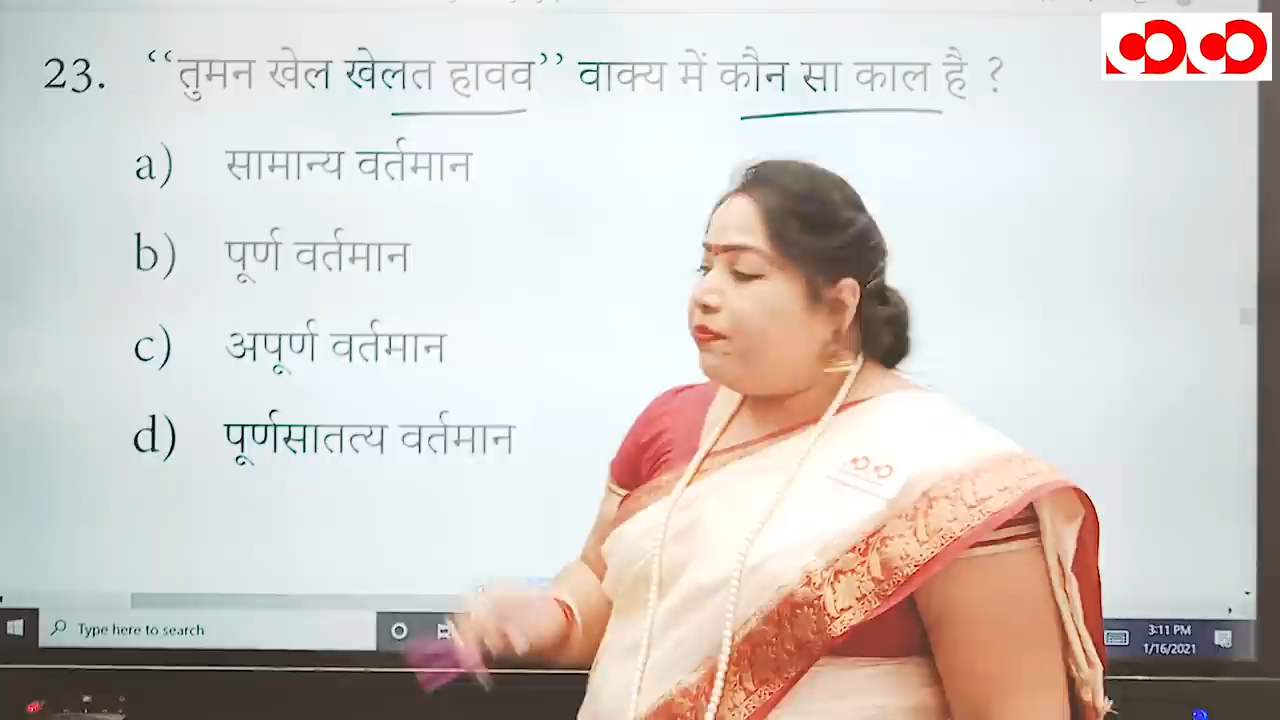 23. ‘‘तुमन खेल खेलत हावव’’ वाक्य में कौन सा काल है ?
a) सामान्य वर्तमान
b) पूर्ण वर्तमान
c) अपूर्ण वर्तमान
d) पूर्णसातत्य वर्तमान
Type here to search
3:11 PM
1/16/2021